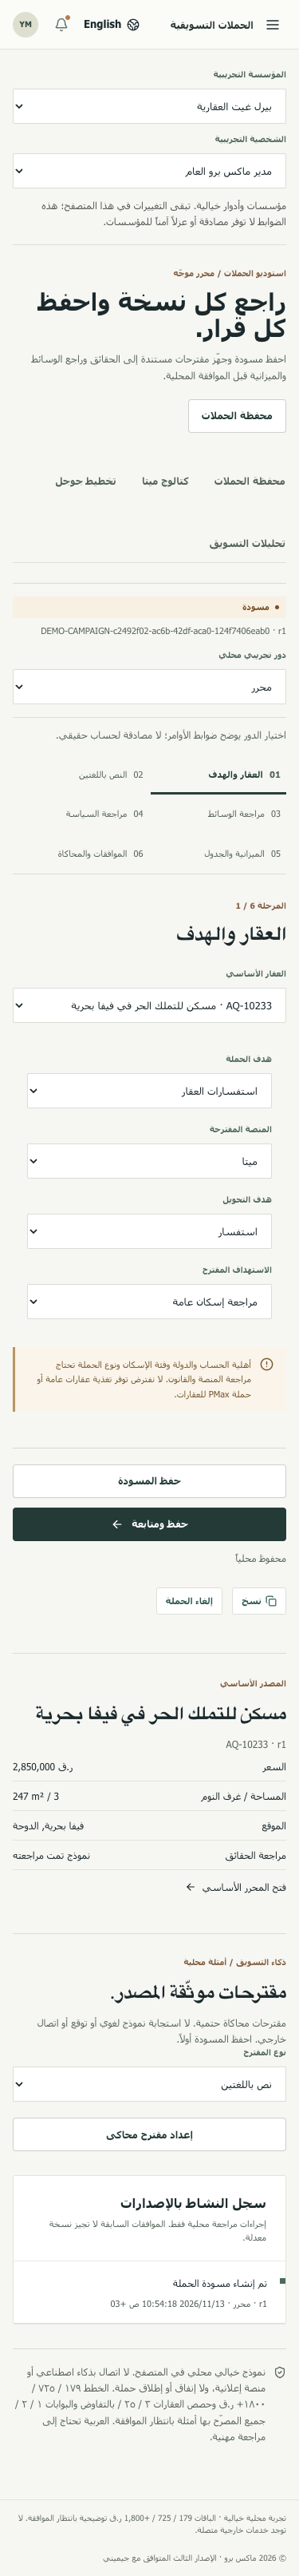 الحملات التسويقية
English
YM
المؤسسة التجريبية
بيرل غيت العقارية
الشخصية التجريبية
مدير ماكس برو العام
مؤسسات وأدوار خيالية. تبقى التغييرات في هذا المتصفح؛ هذه
الضوابط لا توفر مصادقة أو عزلاً آمناً للمؤسسات.
استوديو الحملات / محرر موجّه
راجع كل نسخة واحفظ
كل قرار.
احفظ مسودة وجهّز مقترحات مستندة إلى الحقائق وراجع الوسائط
والميزانية قبل الموافقة المحلية.
محفظة الحملات
محفظة الحملات
كتالوج ميتا
تخطيط جوجل
تحليلات التسويق
مسودة
DEMO-CAMPAIGN-c2492f02-ac6b-42df-aca0-124f7406eab0 · r1
دور تجريبي محلي
محرر
اختيار الدور يوضح ضوابط الأوامر؛ لا مصادقة لحساب حقيقي.
01 العقار والهدف
02 النص باللغتين
03 مراجعة الوسائط
04 مراجعة السياسة
05 الميزانية والجدول
06 الموافقات والمحاكاة
المرحلة 6 / 1
العقار والهدف
العقار الأساسي
AQ-10233 · مسكن للتملك الحر في فيفا بحرية
هدف الحملة
استفسارات العقار
المنصة المقترحة
ميتا
هدف التحويل
استفسار
الاستهداف المقترح
مراجعة إسكان عامة
أهلية الحساب والدولة وفئة الإسكان ونوع الحملة تحتاج
مراجعة المنصة والقانون. لا نفترض توفر تغذية عقارات عامة أو
حملة PMax للعقارات.
حفظ المسودة
حفظ ومتابعة
محفوظ محلياً
نسخ
إلغاء الحملة
المصدر الأساسي
مسكن للتملك الحر في فيفا بحرية
AQ-10233 · r1
السعر
ر.ق 2,850,000
المساحة / غرف النوم
247 m² / 3
الموقع
فيفا بحرية, الدوحة
مراجعة الحقائق
نموذج تمت مراجعته
فتح المحرر الأساسي
ذكاء التسويق / أمثلة محلية
مقترحات موثّقة المصدر.
مقترحات محاكاة حتمية. لا استجابة نموذج لغوي أو توقع أو اتصال
خارجي. احفظ المسودة أولاً.
نوع المقترح
نص باللغتين
إعداد مقترح محاكى
سجل النشاط بالإصدارات
إجراءات مراجعة محلية فقط. الموافقات السابقة لا تجيز نسخة
معدلة.
تم إنشاء مسودة الحملة
r1 · محرر · 2026/11/13 10:54:18 ص +03
نموذج خيالي محلي في المتصفح. لا اتصال بذكاء اصطناعي أو
منصة إعلانية، ولا إنفاق أو إطلاق حملة. الخطط ١٧٩ / ٧٢٥ /
١٨٠٠+ ر.ق وحصص العقارات ٣ / ٢٥ / بالتفاوض والبوابات ١ / ٢ /
جميع المصرّح بها أمثلة بانتظار الموافقة. العربية تحتاج إلى
مراجعة مهنية.
تجربة محلية خيالية · الباقات 179 / 725 / +1,800 ر.ق توضيحية بانتظار الموافقة. لا
توجد خدمات خارجية متصلة.
© 2026 ماكس برو · الإصدار الثالث المتوافق مع جيميني